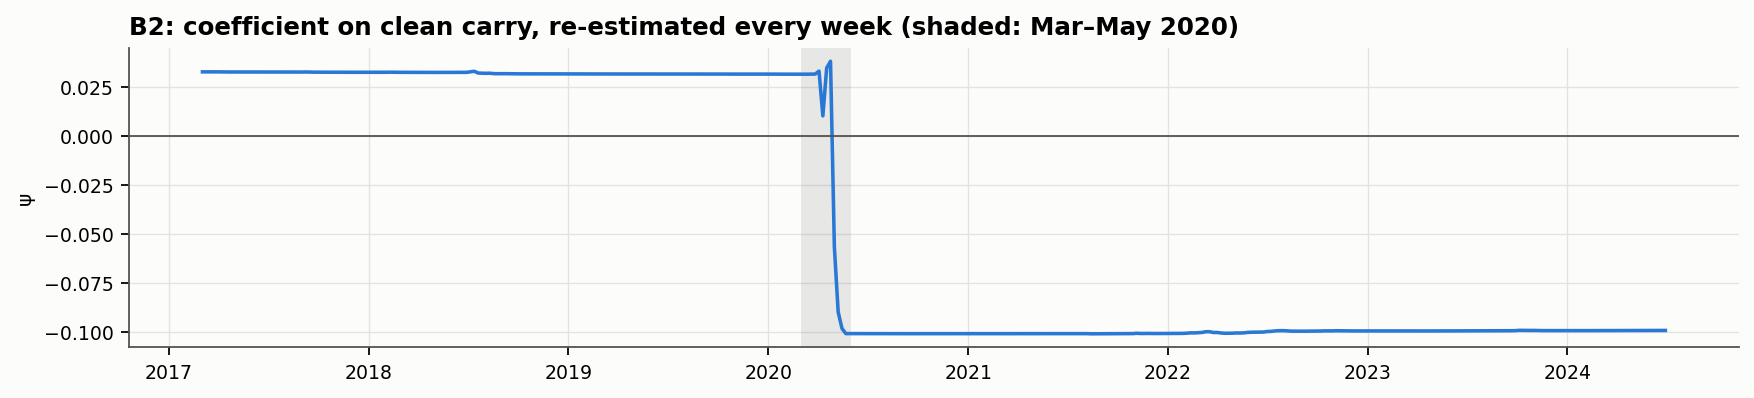 B2: coefficient on clean carry, re-estimated every week (shaded: Mar–May 2020)
ψ
0.025
0.000
−0.025
−0.050
−0.075
−0.100
2017 2018 2019 2020 2021 2022 2023 2024